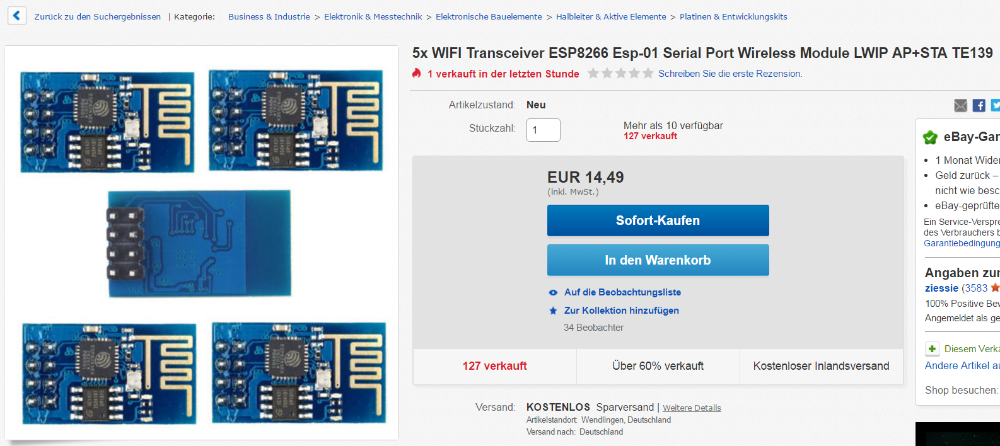 Zurück zu den Suchergebnissen | Kategorie: Business & Industrie > Elektronik & Messtechnik > Elektronische Bauelemente > Halbleiter & Aktive Elemente > Platinen & Entwicklungskits
5x WIFI Transceiver ESP8266 Esp-01 Serial Port Wireless Module LWIP AP+STA TE139
1 verkauft in der letzten Stunde Schreiben Sie die erste Rezension.
Artikelzustand: Neu
Stückzahl: 1
Mehr als 10 verfügbar
127 verkauft
EUR 14,49
(inkl. MwSt.)
Sofort-Kaufen
In den Warenkorb
Auf die Beobachtungsliste
Zur Kollektion hinzufügen
34 Beobachter
127 verkauft
Über 60% verkauft
Kostenloser Inlandsversand
Versand: KOSTENLOS Sparversand | Weitere Details
Artikelstandort: Wendlingen, Deutschland
Versand nach: Deutschland
eBay-Gar
1 Monat Wider
Geld zurück –
nicht wie besc
eBay-geprüfte
Ein Service-Verspre
des Verbrauchers b
Garantiebedingung
Angaben zur
ziessie (3583
100% Positive Bew
Angemeldet als ge
Diesem Verkä
Andere Artikel au
Shop besuchen: